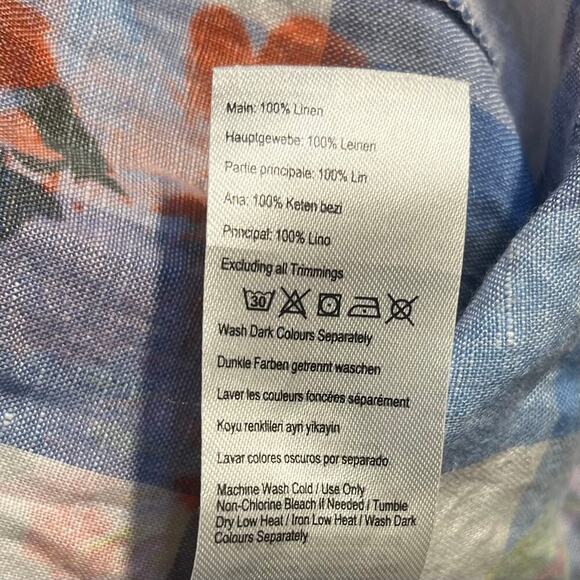 Main: 100% Linen
Hauptgewebe: 100% Leinen
Partie principale: 100% Lin
Ana: 100% Keten bezi
Principal: 100% Lino
Excluding all Trimmings
30
Wash Dark Colours Separately
Dunkle Farben getrennt waschen
Laver les couleurs foncées séparément
Koyu renklileri ayrı yikayin
Lavar colores oscuros por separado
Machine Wash Cold / Use Only
Non-Chlorine Bleach If Needed / Tumble
Dry Low Heat / Iron Low Heat / Wash Dark
Colours Separately